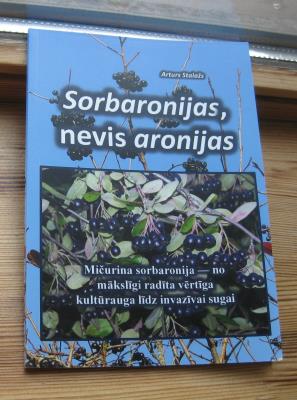 Arturs Stalažs
Sorbaronijas,
nevis aronijas
Mičurina sorbaronija — no
mākslīgi radīta vērtīga
kultūrauga līdz invazīvai sugai